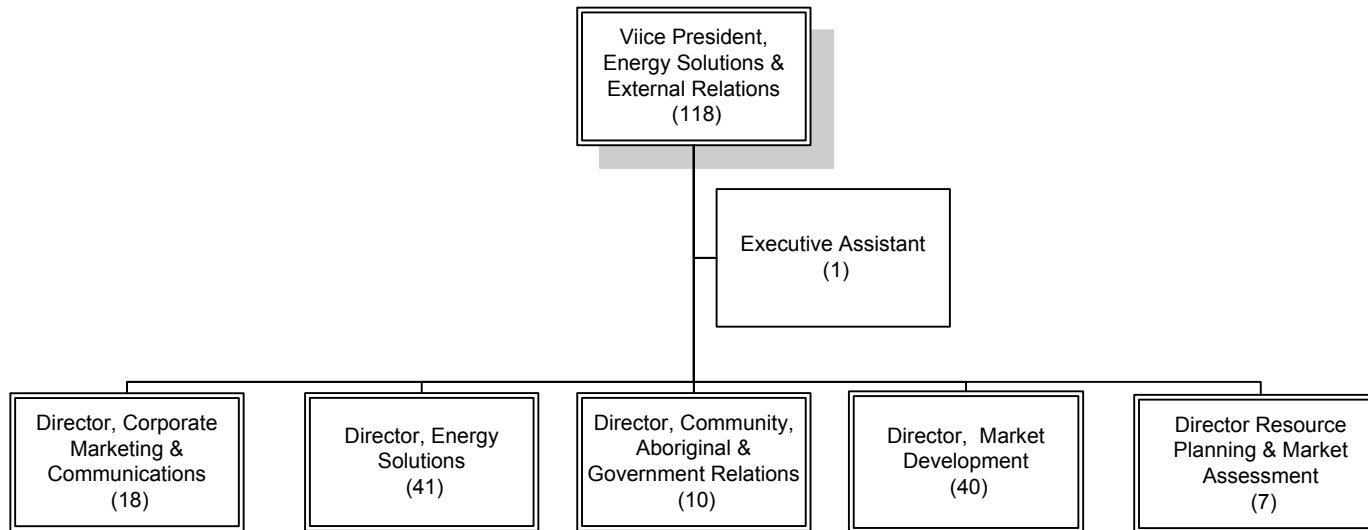 Viice President,
Energy Solutions &
External Relations
(118)
Executive Assistant
(1)
Director, Corporate
Marketing &
Communications
(18)
Director, Energy
Solutions
(41)
Director, Community,
Aboriginal &
Government Relations
(10)
Director, Market
Development
(40)
Director Resource
Planning & Market
Assessment
(7)